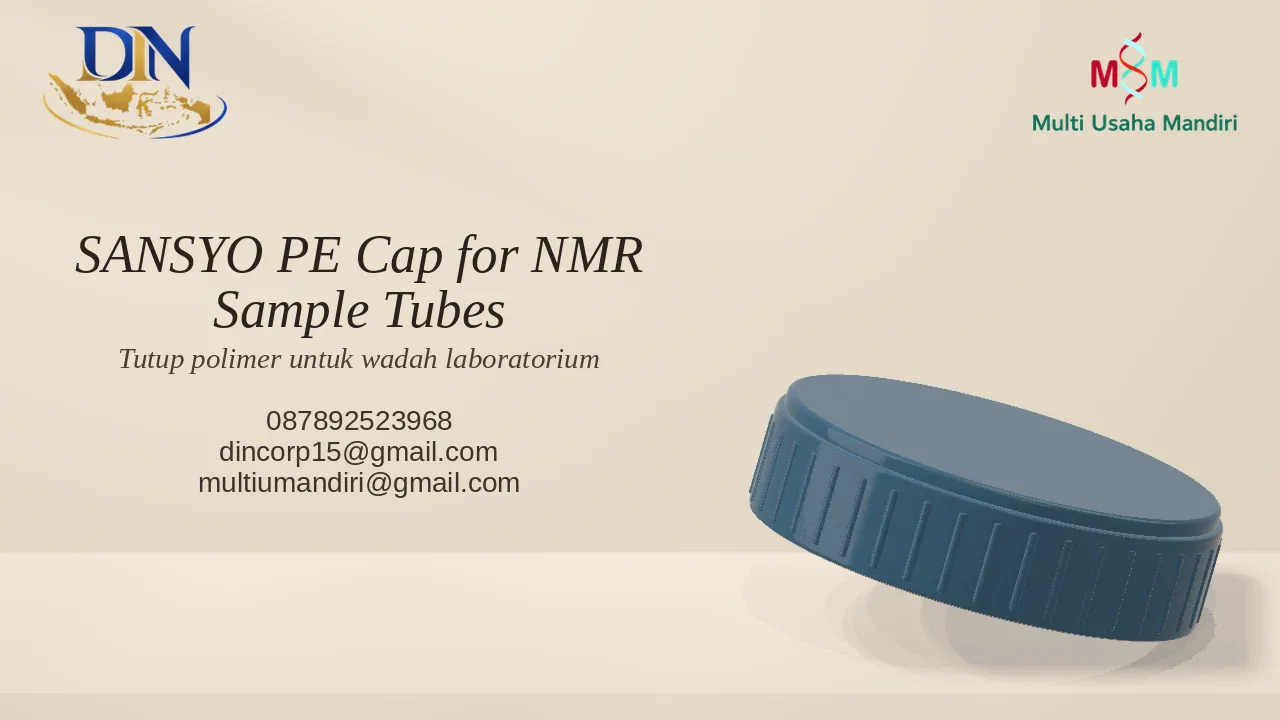 DIN
MSM
Multi Usaha Mandiri
SANSYO PE Cap for NMR
Sample Tubes
Tutup polimer untuk wadah laboratorium
087892523968
dincorp15@gmail.com
multiumandiri@gmail.com